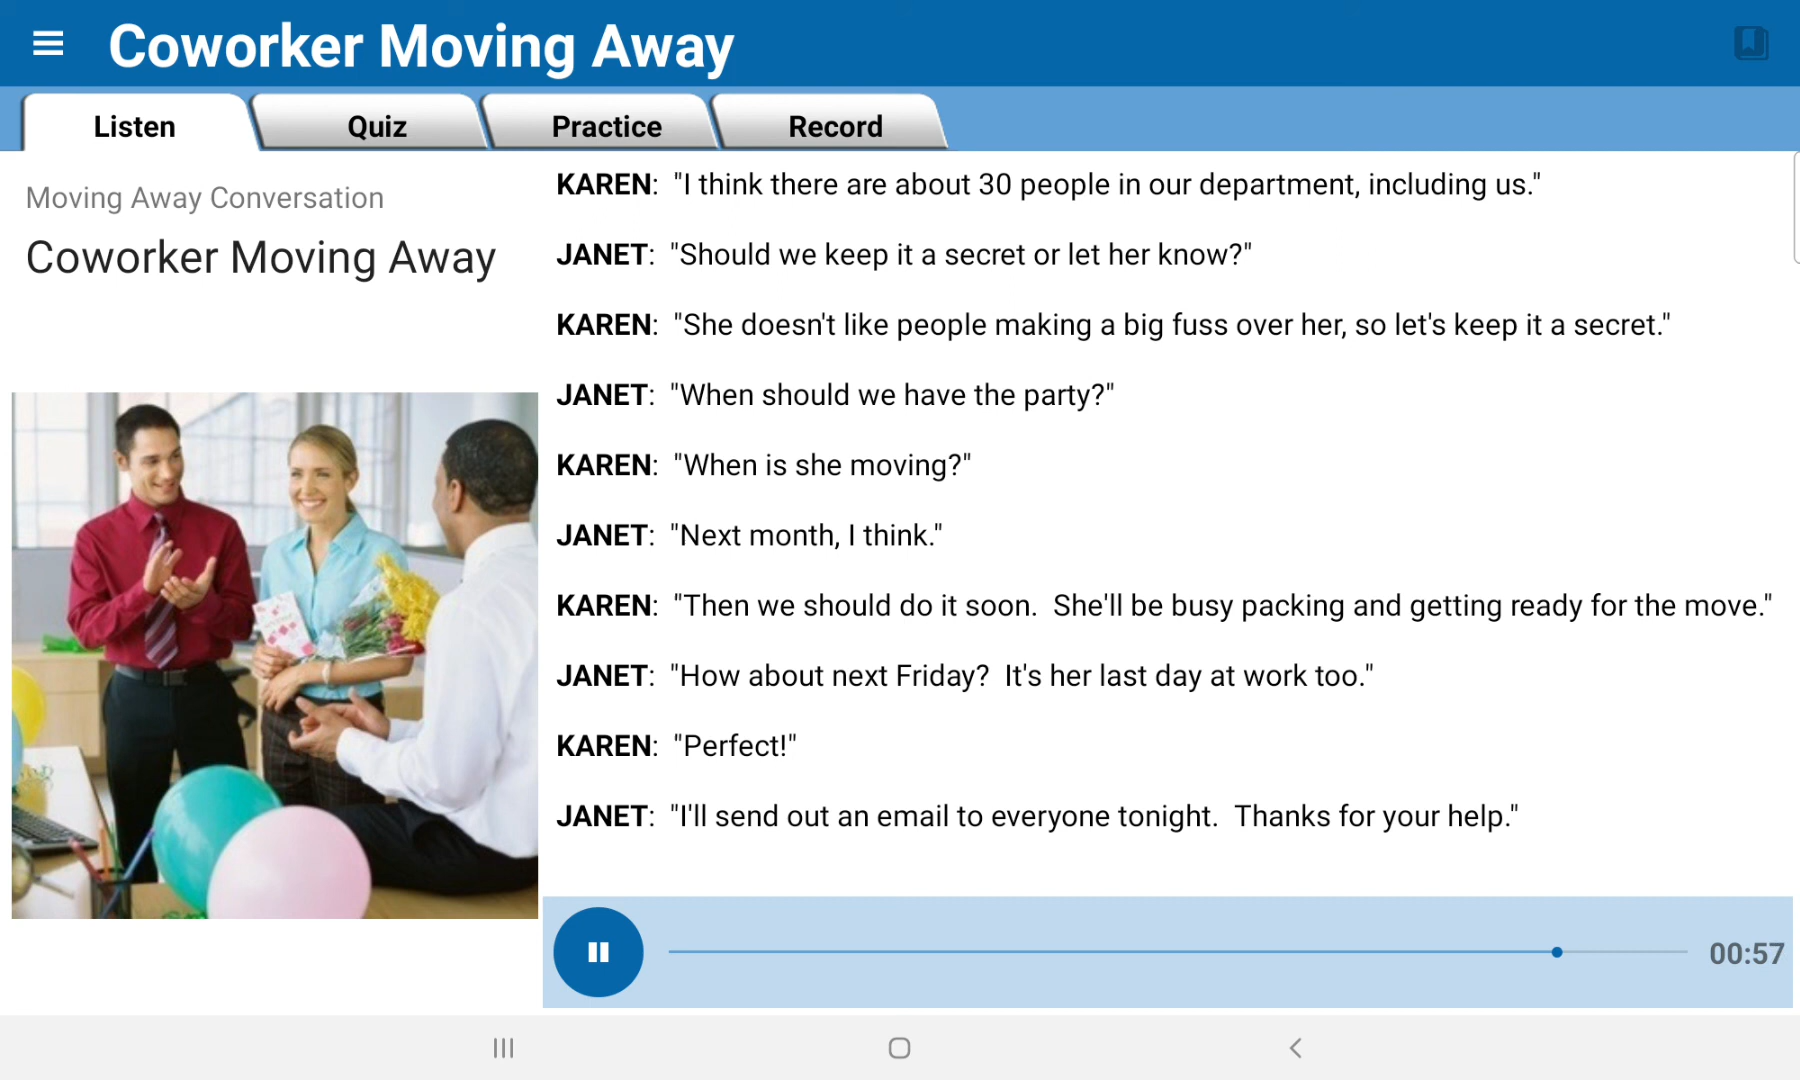 Coworker Moving Away
Listen
Quiz
Practice
Record
Moving Away Conversation
Coworker Moving Away
KAREN: "I think there are about 30 people in our department, including us."
JANET: "Should we keep it a secret or let her know?"
KAREN: "She doesn't like people making a big fuss over her, so let's keep it a secret."
JANET: "When should we have the party?"
KAREN: "When is she moving?"
JANET: "Next month, I think."
KAREN: "Then we should do it soon.  She'll be busy packing and getting ready for the move."
JANET: "How about next Friday?  It's her last day at work too."
KAREN: "Perfect!"
JANET: "I'll send out an email to everyone tonight.  Thanks for your help."
00:57